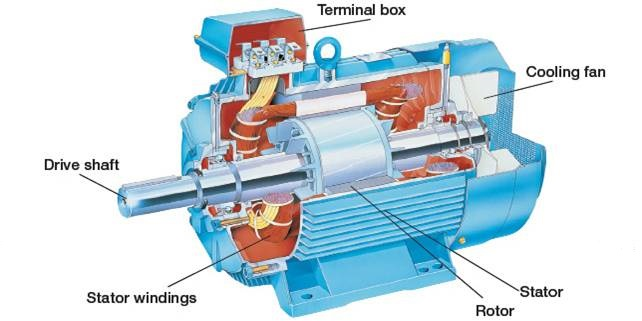 Terminal box
Cooling fan
Drive shaft
Stator windings
Stator
Rotor